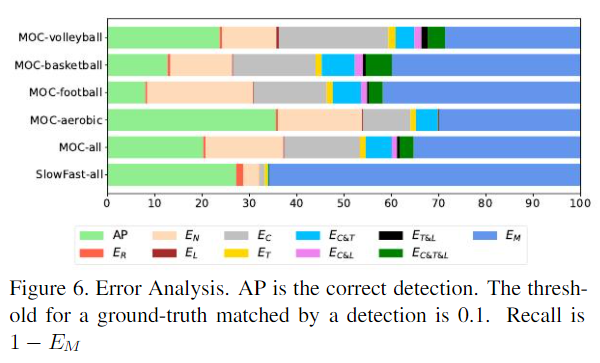 MOC-volleyball
MOC-basketball
MOC-football
MOC-aerobic
MOC-all
SlowFast-all
0 10 20 30 40 50 60 70 80 90 100
AP E_N E_C E_C&T E_T&L E_M
E_R E_L E_T E_C&L E_C&T&L
Figure 6. Error Analysis. AP is the correct detection. The thresh-
old for a ground-truth matched by a detection is 0.1. Recall is
1 − E_M